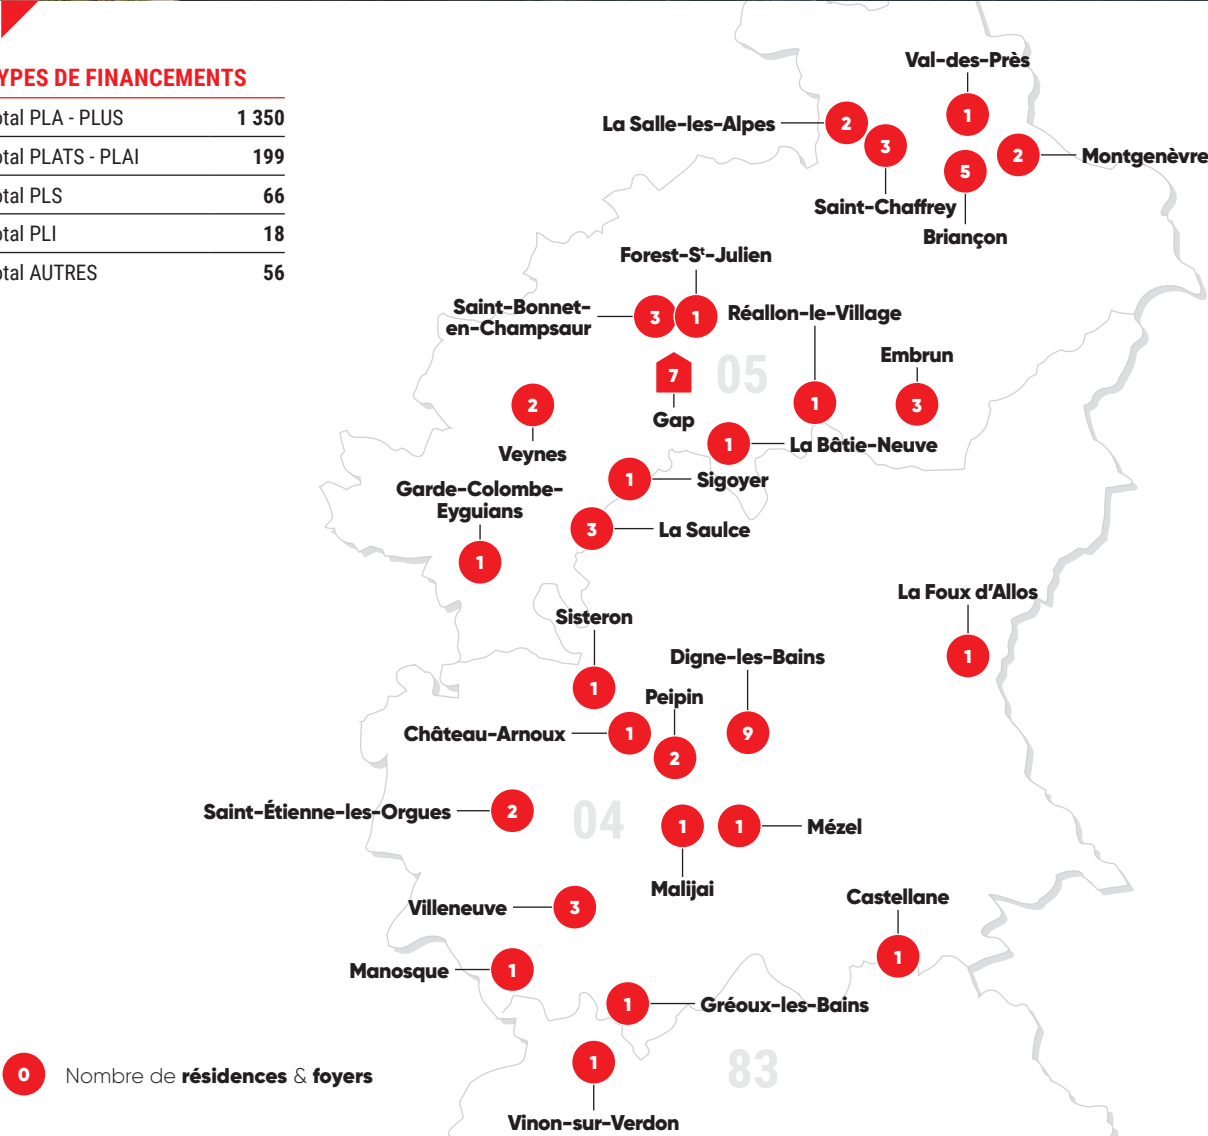 YPES DE FINANCEMENTS
otal PLA - PLUS 1 350
otal PLATS - PLAI 199
otal PLS 66
otal PLI 18
otal AUTRES 56
Val-des-Près
1
La Salle-les-Alpes 2
3
Saint-Chaffrey
2 Montgenèvre
5
Briançon
Forest-Sᵗ-Julien
1
Saint-Bonnet-
en-Champsaur
3
Réallon-le-Village
1
Embrun
3
7
Gap
05
2
Veynes
1 La Bâtie-Neuve
1 Sigoyer
Garde-Colombe-
Eyguians
1
3 La Saulce
La Foux d'Allos
1
Sisteron
1
Digne-les-Bains
9
Peipin
2
Château-Arnoux 1
Saint-Étienne-les-Orgues 2
04
1
Malijai
1 Mézel
Villeneuve 3
Castellane
1
Manosque 1
1 Gréoux-les-Bains
1
Vinon-sur-Verdon
83
0 Nombre de résidences & foyers